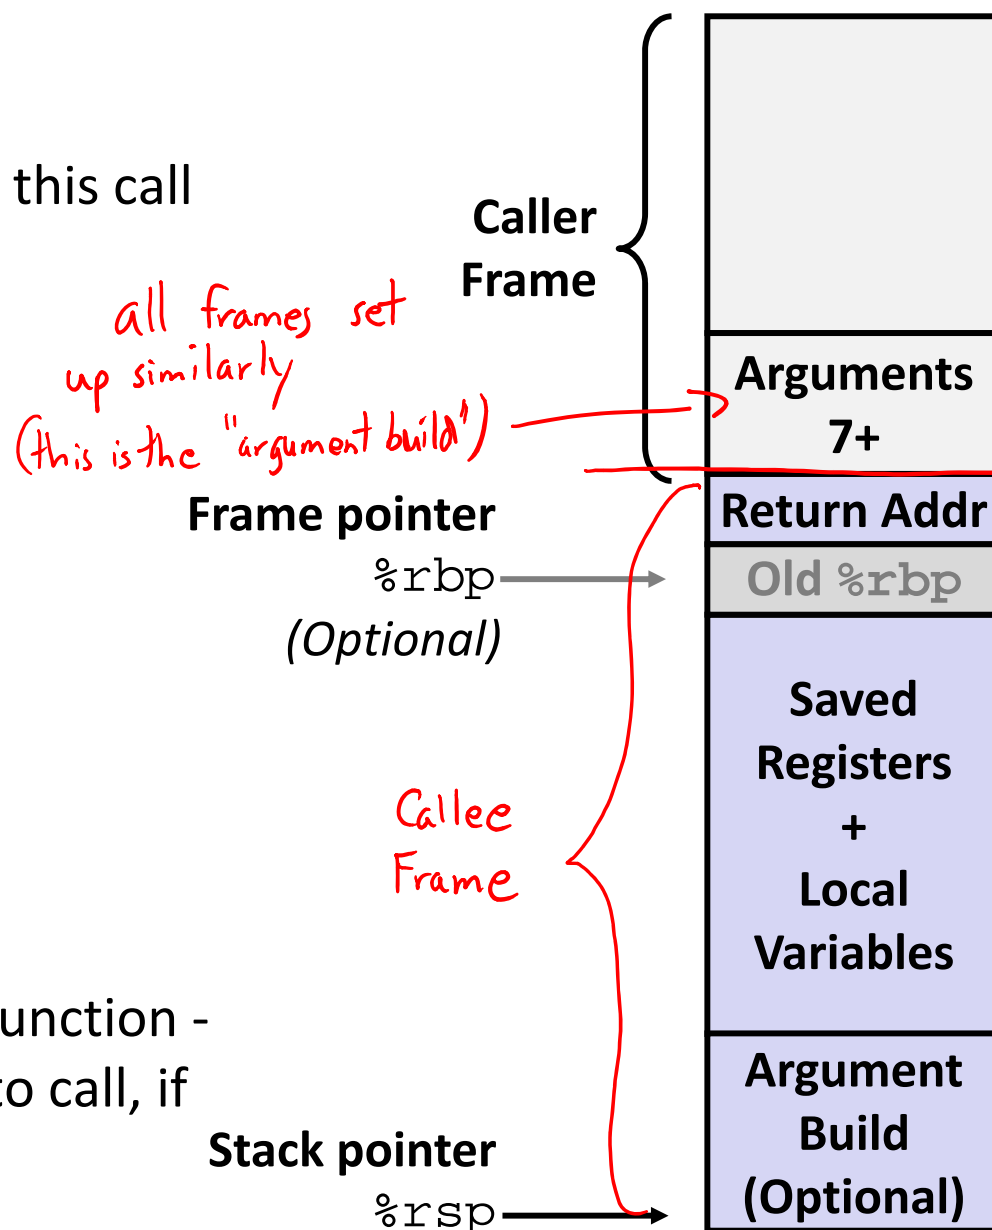 this call
Caller
Frame
all frames set
up similarly
(this is the "argument build")
Arguments
7+
Frame pointer
%rbp
(Optional)
Return Addr
Old %rbp
Saved
Registers
+
Local
Variables
Callee
Frame
unction -
to call, if
Stack pointer
%rsp
Argument
Build
(Optional)